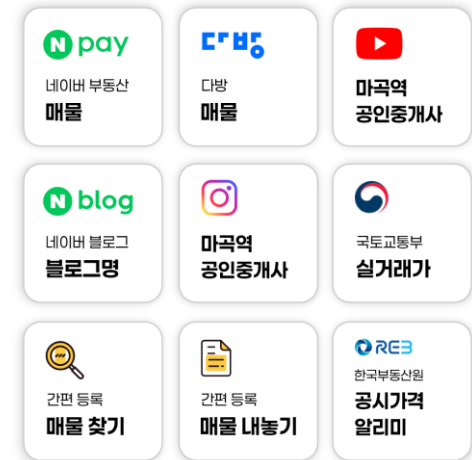 N pay
네이버 부동산
매물
다방
다방
매물
마곡역
공인중개사
N blog
네이버 블로그
블로그명
마곡역
공인중개사
국토교통부
실거래가
간편 등록
매물 찾기
간편 등록
매물 내놓기
REB
한국부동산원
공시가격
알리미